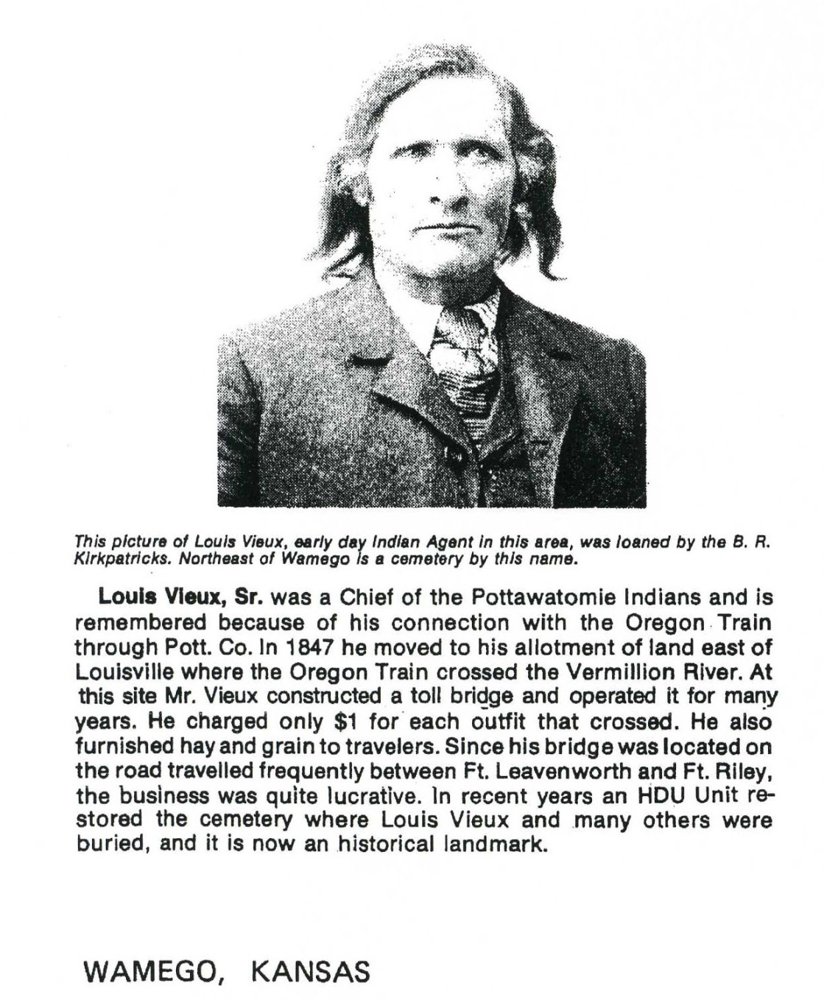 This picture of Louis Vieux, early day Indian Agent in this area, was loaned by the B. R.
Kirkpatricks. Northeast of Wamego is a cemetery by this name.
Louis Vieux, Sr. was a Chief of the Pottawatomie Indians and is
remembered because of his connection with the Oregon Train
through Pott. Co. In 1847 he moved to his allotment of land east of
Louisville where the Oregon Train crossed the Vermillion River. At
this site Mr. Vieux constructed a toll bridge and operated it for many
years. He charged only $1 for each outfit that crossed. He also
furnished hay and grain to travelers. Since his bridge was located on
the road travelled frequently between Ft. Leavenworth and Ft. Riley,
the business was quite lucrative. In recent years an HDU Unit re-
stored the cemetery where Louis Vieux and many others were
buried, and it is now an historical landmark.
WAMEGO, KANSAS